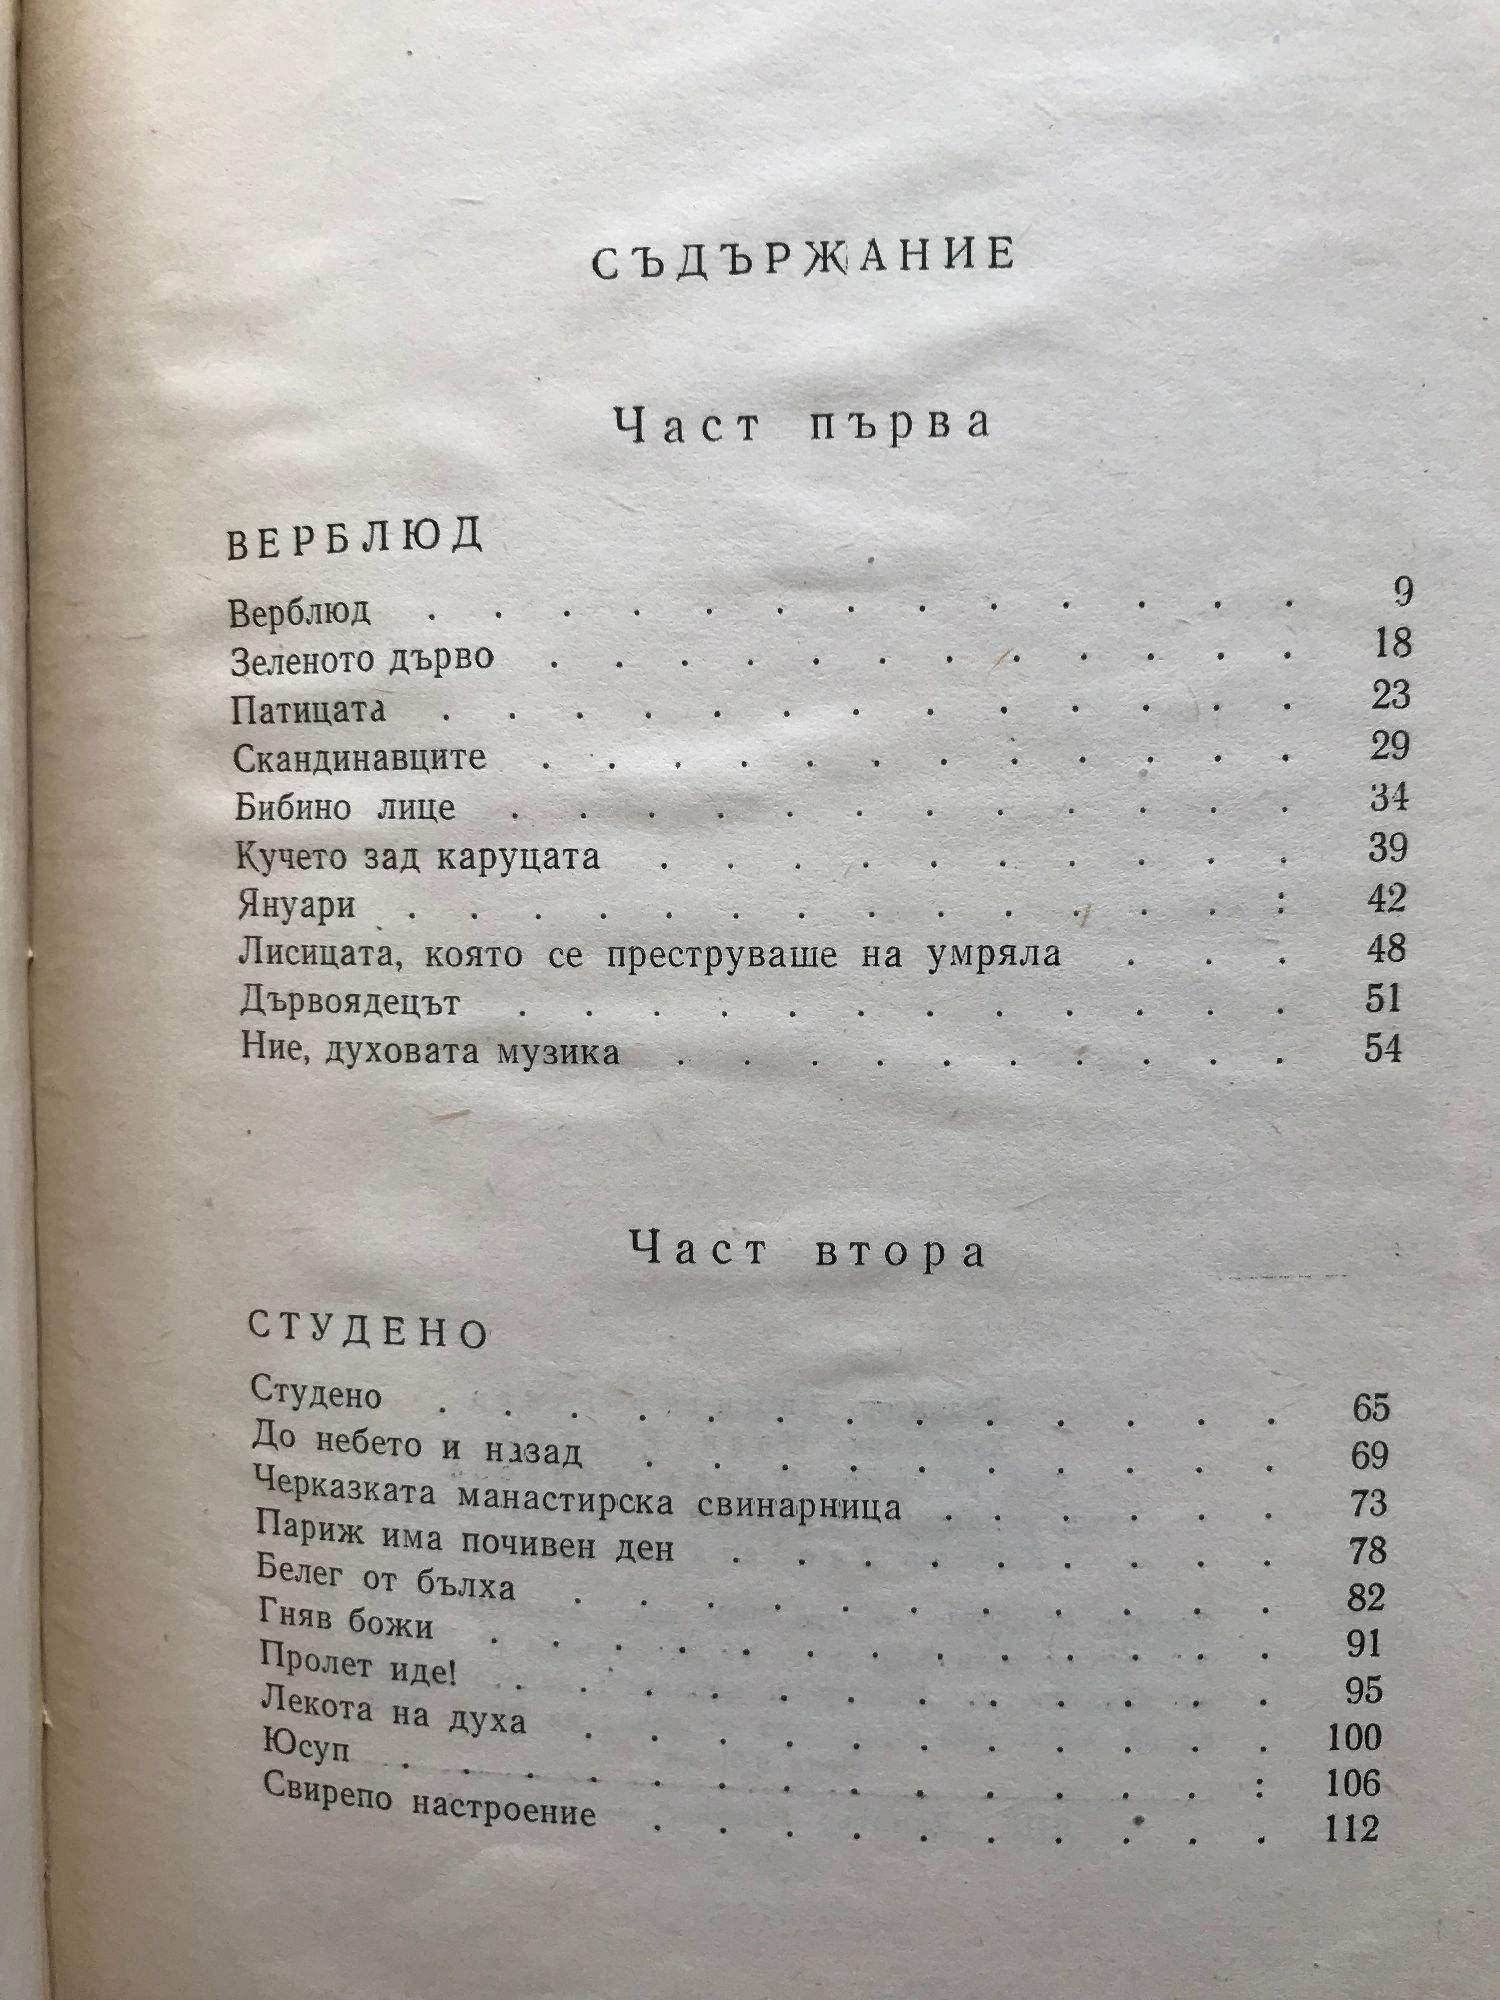 СЪДЪРЖАНИЕ
Част първа
ВЕРБЛЮД
Верблюд . . . . . . . . . . . . . 9
Зеленото дърво . . . . . . . . . . . . 18
Патицата . . . . . . . . . . . . . 23
Скандинавците . . . . . . . . . . . . 29
Бибино лице . . . . . . . . . . . . 34
Кучето зад каруцата . . . . . . . . . . 39
Януари . . . . . . . . . . . . . : 42
Лисицата, която се преструваше на умряла . . . 48
Дървоядецът . . . . . . . . . . . . 51
Ние, духовата музика . . . . . . . . . . 54
Част втора
СТУДЕНО
Студено . . . . . . . . . . . . . 65
До небето и назад . . . . . . . . . . 69
Черказката манастирска свинарница . . . . . . 73
Париж има почивен ден . . . . . . . . . 78
Белег от бълха . . . . . . . . . . . 82
Гняв божи . . . . . . . . . . . . 91
Пролет иде! . . . . . . . . . . . . 95
Лекота на духа . . . . . . . . . . . 100
Юсуп . . . . . . . . . . . . . : 106
Свирепо настроение . . . . . . . . . . 112